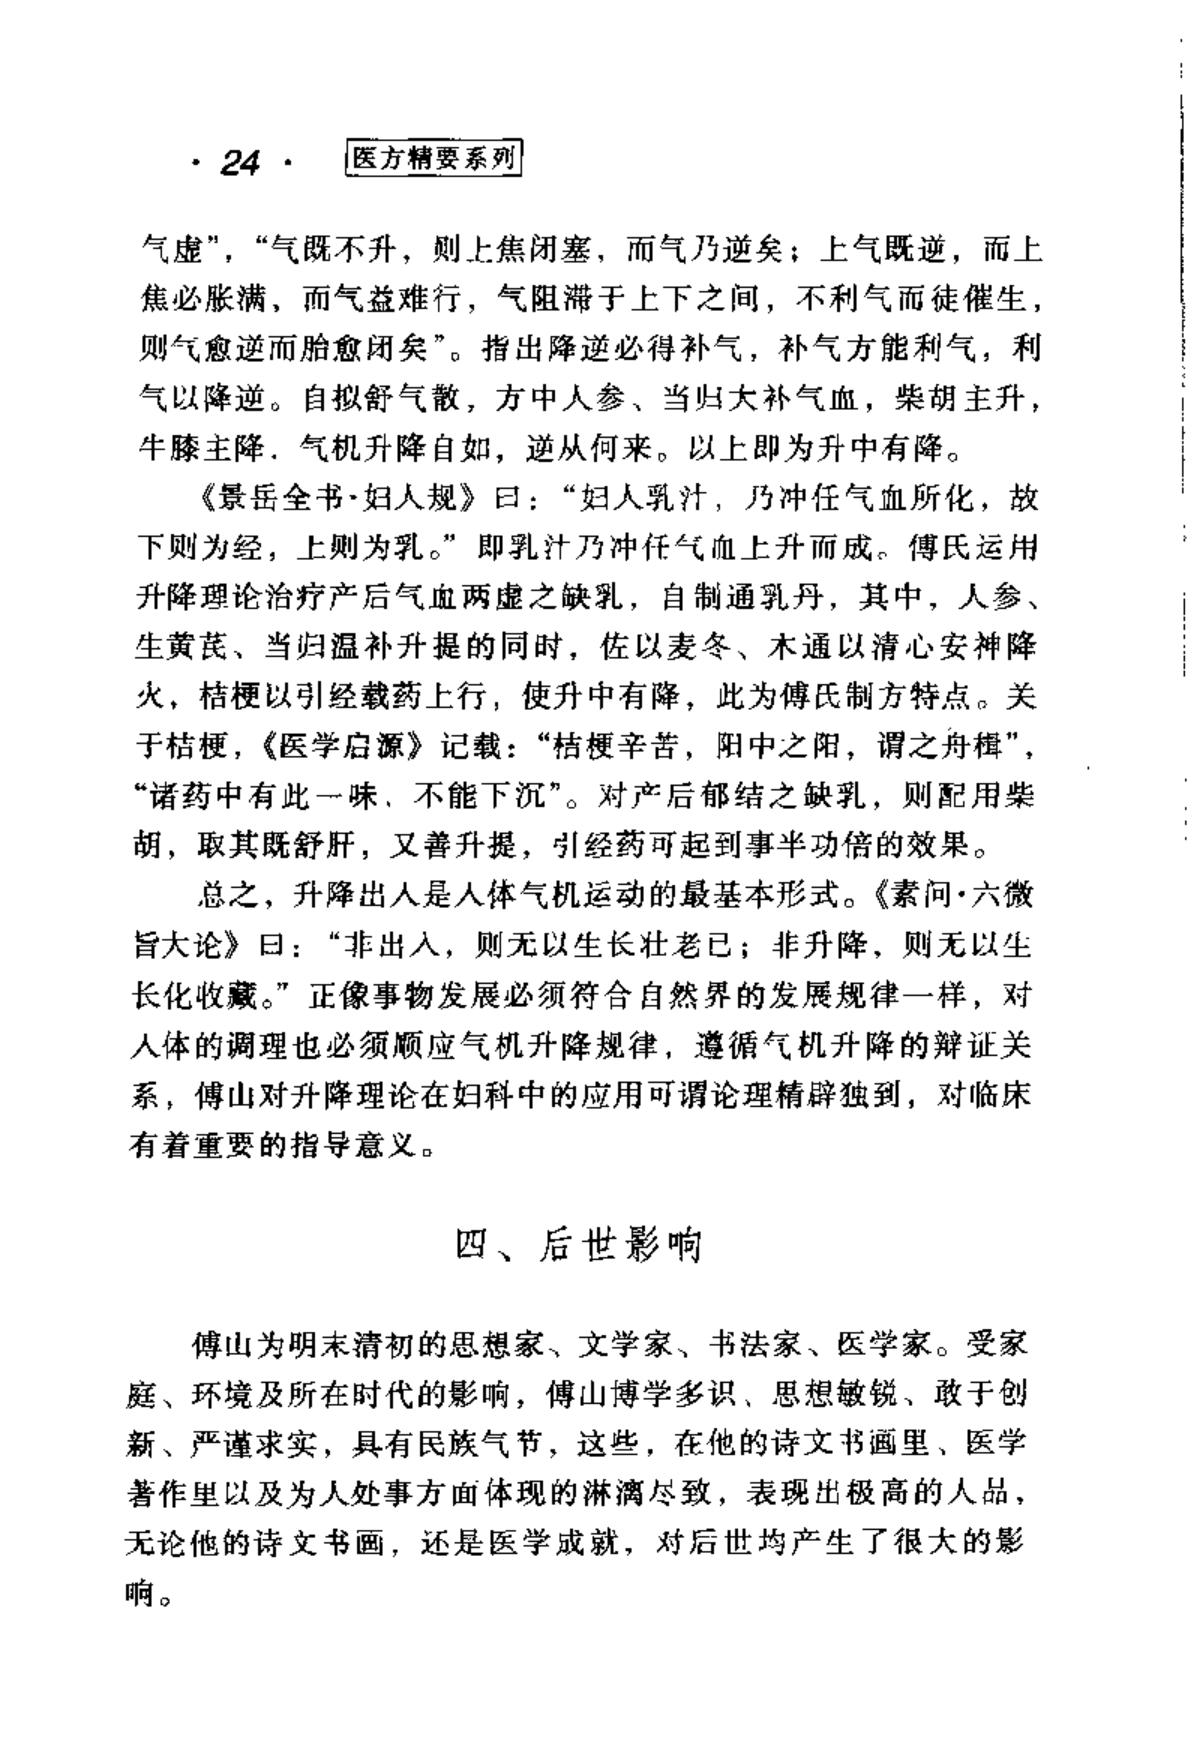 · 24 · 医方精要系列
气虚”，“气既不升，则上焦闭塞，而气乃逆矣；上气既逆，而上
焦必胀满，而气益难行，气阻滞于上下之间，不利气而徒催生，
则气愈逆而胎愈闭矣”。指出降逆必得补气，补气方能利气，利
气以降逆。自拟舒气散，方中人参、当归大补气血，柴胡主升，
牛膝主降．气机升降自如，逆从何来。以上即为升中有降。
《景岳全书·妇人规》曰：“妇人乳汁，乃冲任气血所化，故
下则为经，上则为乳。”即乳汁乃冲任气血上升而成。傅氏运用
升降理论治疗产后气血两虚之缺乳，自制通乳丹，其中，人参、
生黄芪、当归温补升提的同时，佐以麦冬、木通以清心安神降
火，桔梗以引经载药上行，使升中有降，此为傅氏制方特点。关
于桔梗，《医学启源》记载：“桔梗辛苦，阳中之阳，谓之舟楫”，
“诸药中有此一味、不能下沉”。对产后郁结之缺乳，则配用柴
胡，取其既舒肝，又善升提，引经药可起到事半功倍的效果。
总之，升降出人是人体气机运动的最基本形式。《素问·六微
旨大论》曰：“非出入，则无以生长壮老已；非升降，则无以生
长化收藏。”正像事物发展必须符合自然界的发展规律一样，对
人体的调理也必须顺应气机升降规律，遵循气机升降的辩证关
系，傅山对升降理论在妇科中的应用可谓论理精辟独到，对临床
有着重要的指导意义。
四、后世影响
傅山为明末清初的思想家、文学家、书法家、医学家。受家
庭、环境及所在时代的影响，傅山博学多识、思想敏锐、敢于创
新、严谨求实，具有民族气节，这些，在他的诗文书画里、医学
著作里以及为人处事方面体现的淋漓尽致，表现出极高的人品，
无论他的诗文书画，还是医学成就，对后世均产生了很大的影
响。